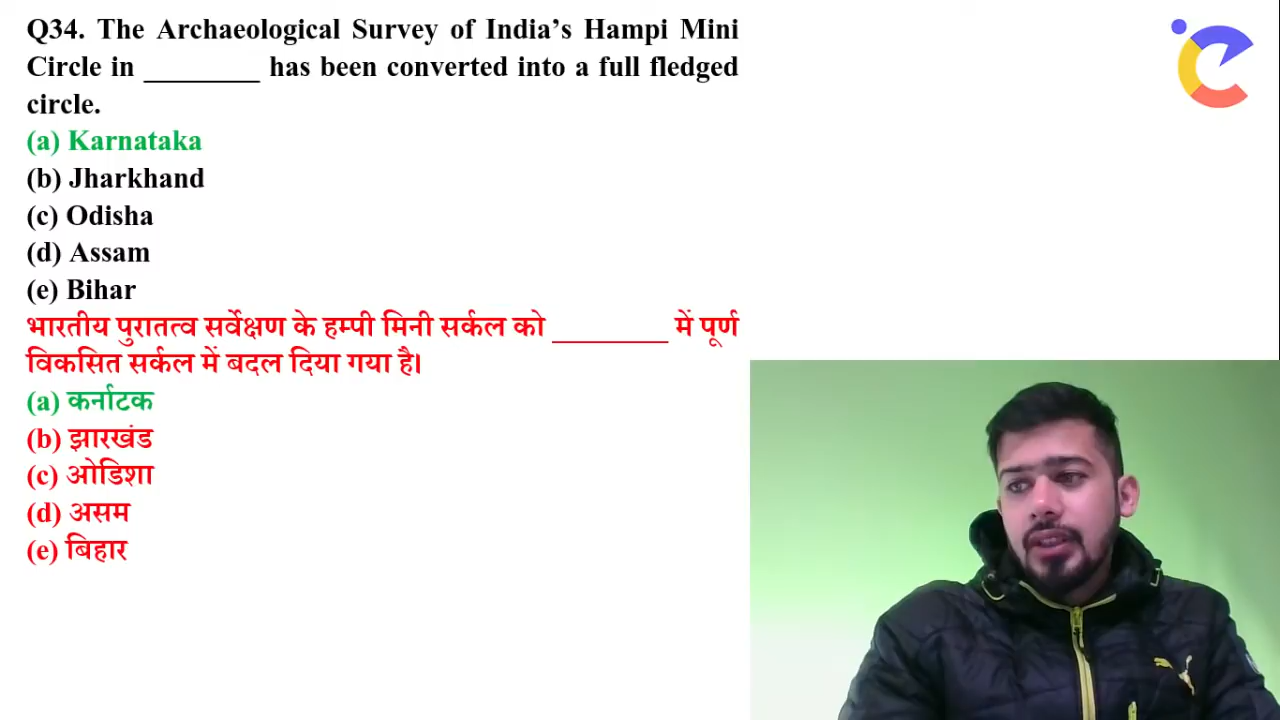 Q34. The Archaeological Survey of India’s Hampi Mini
Circle in ________ has been converted into a full fledged
circle.
(a) Karnataka
(b) Jharkhand
(c) Odisha
(d) Assam
(e) Bihar
भारतीय पुरातत्व सर्वेक्षण के हम्पी मिनी सर्कल को ________ में पूर्ण
विकसित सर्कल में बदल दिया गया है।
(a) कर्नाटक
(b) झारखंड
(c) ओडिशा
(d) असम
(e) बिहार